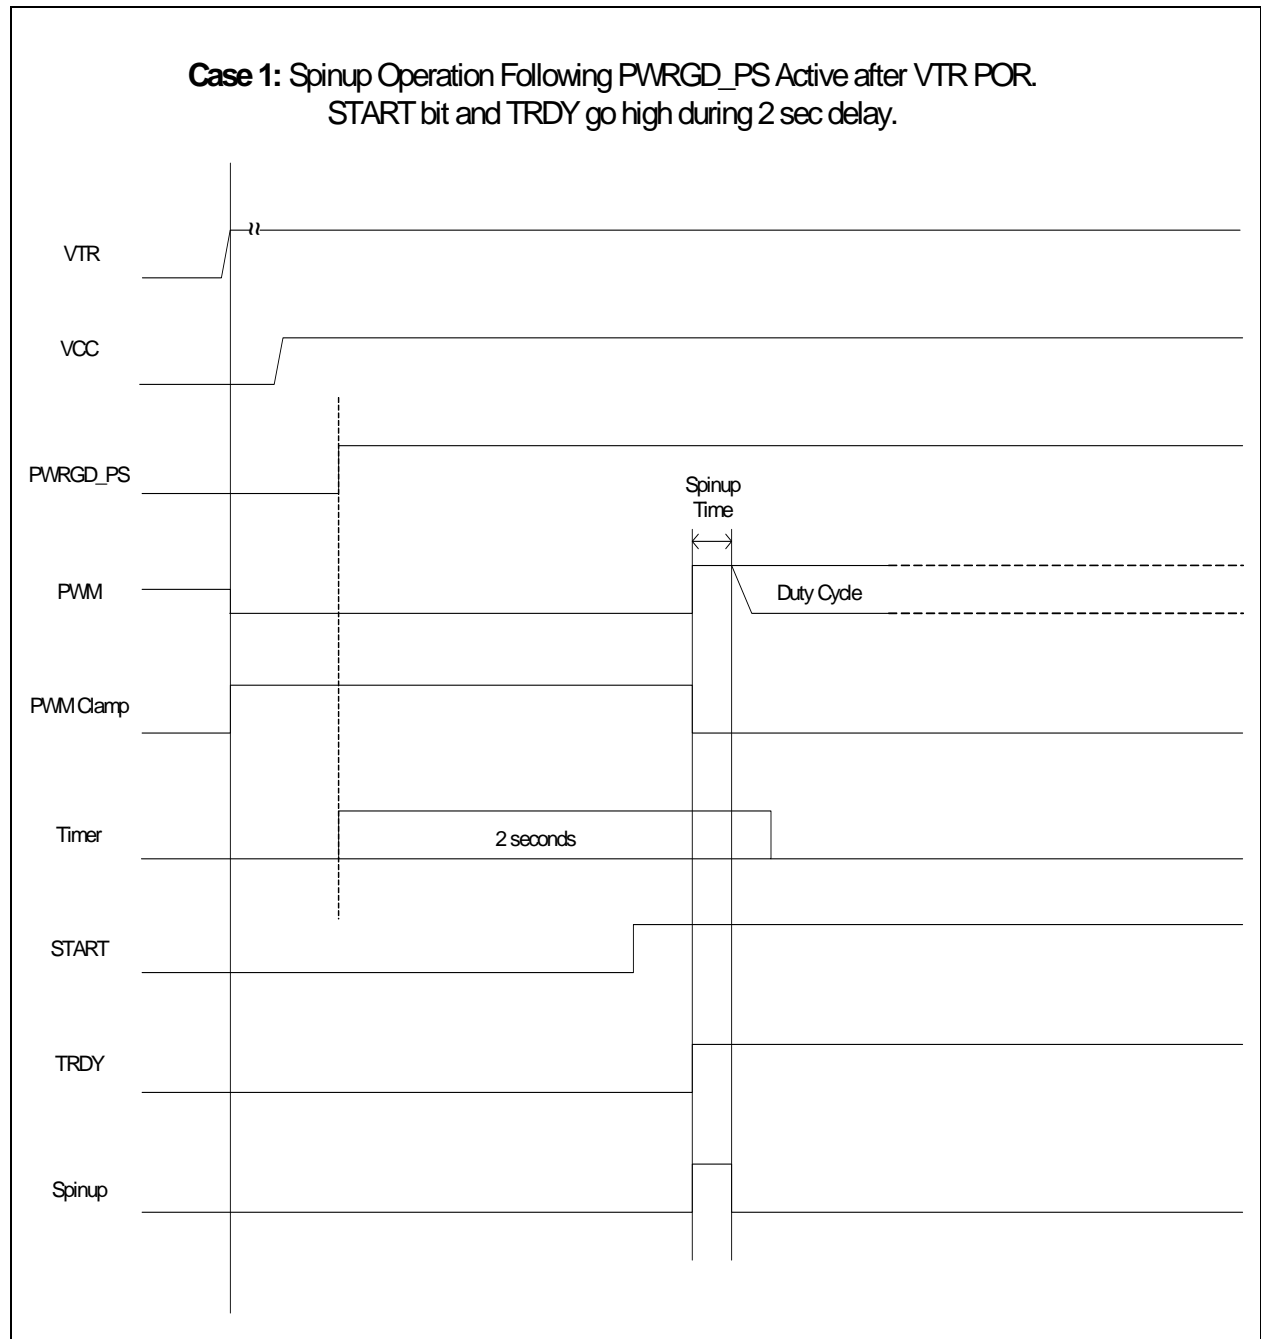 Case 1: Spinup Operation Following PWRGD_PS Active after VTR POR.
START bit and TRDY go high during 2 sec delay.
VTR
VCC
PWRGD_PS
Spinup
Time
PWM
Duty Cycle
PWM Clamp
Timer
2 seconds
START
TRDY
Spinup